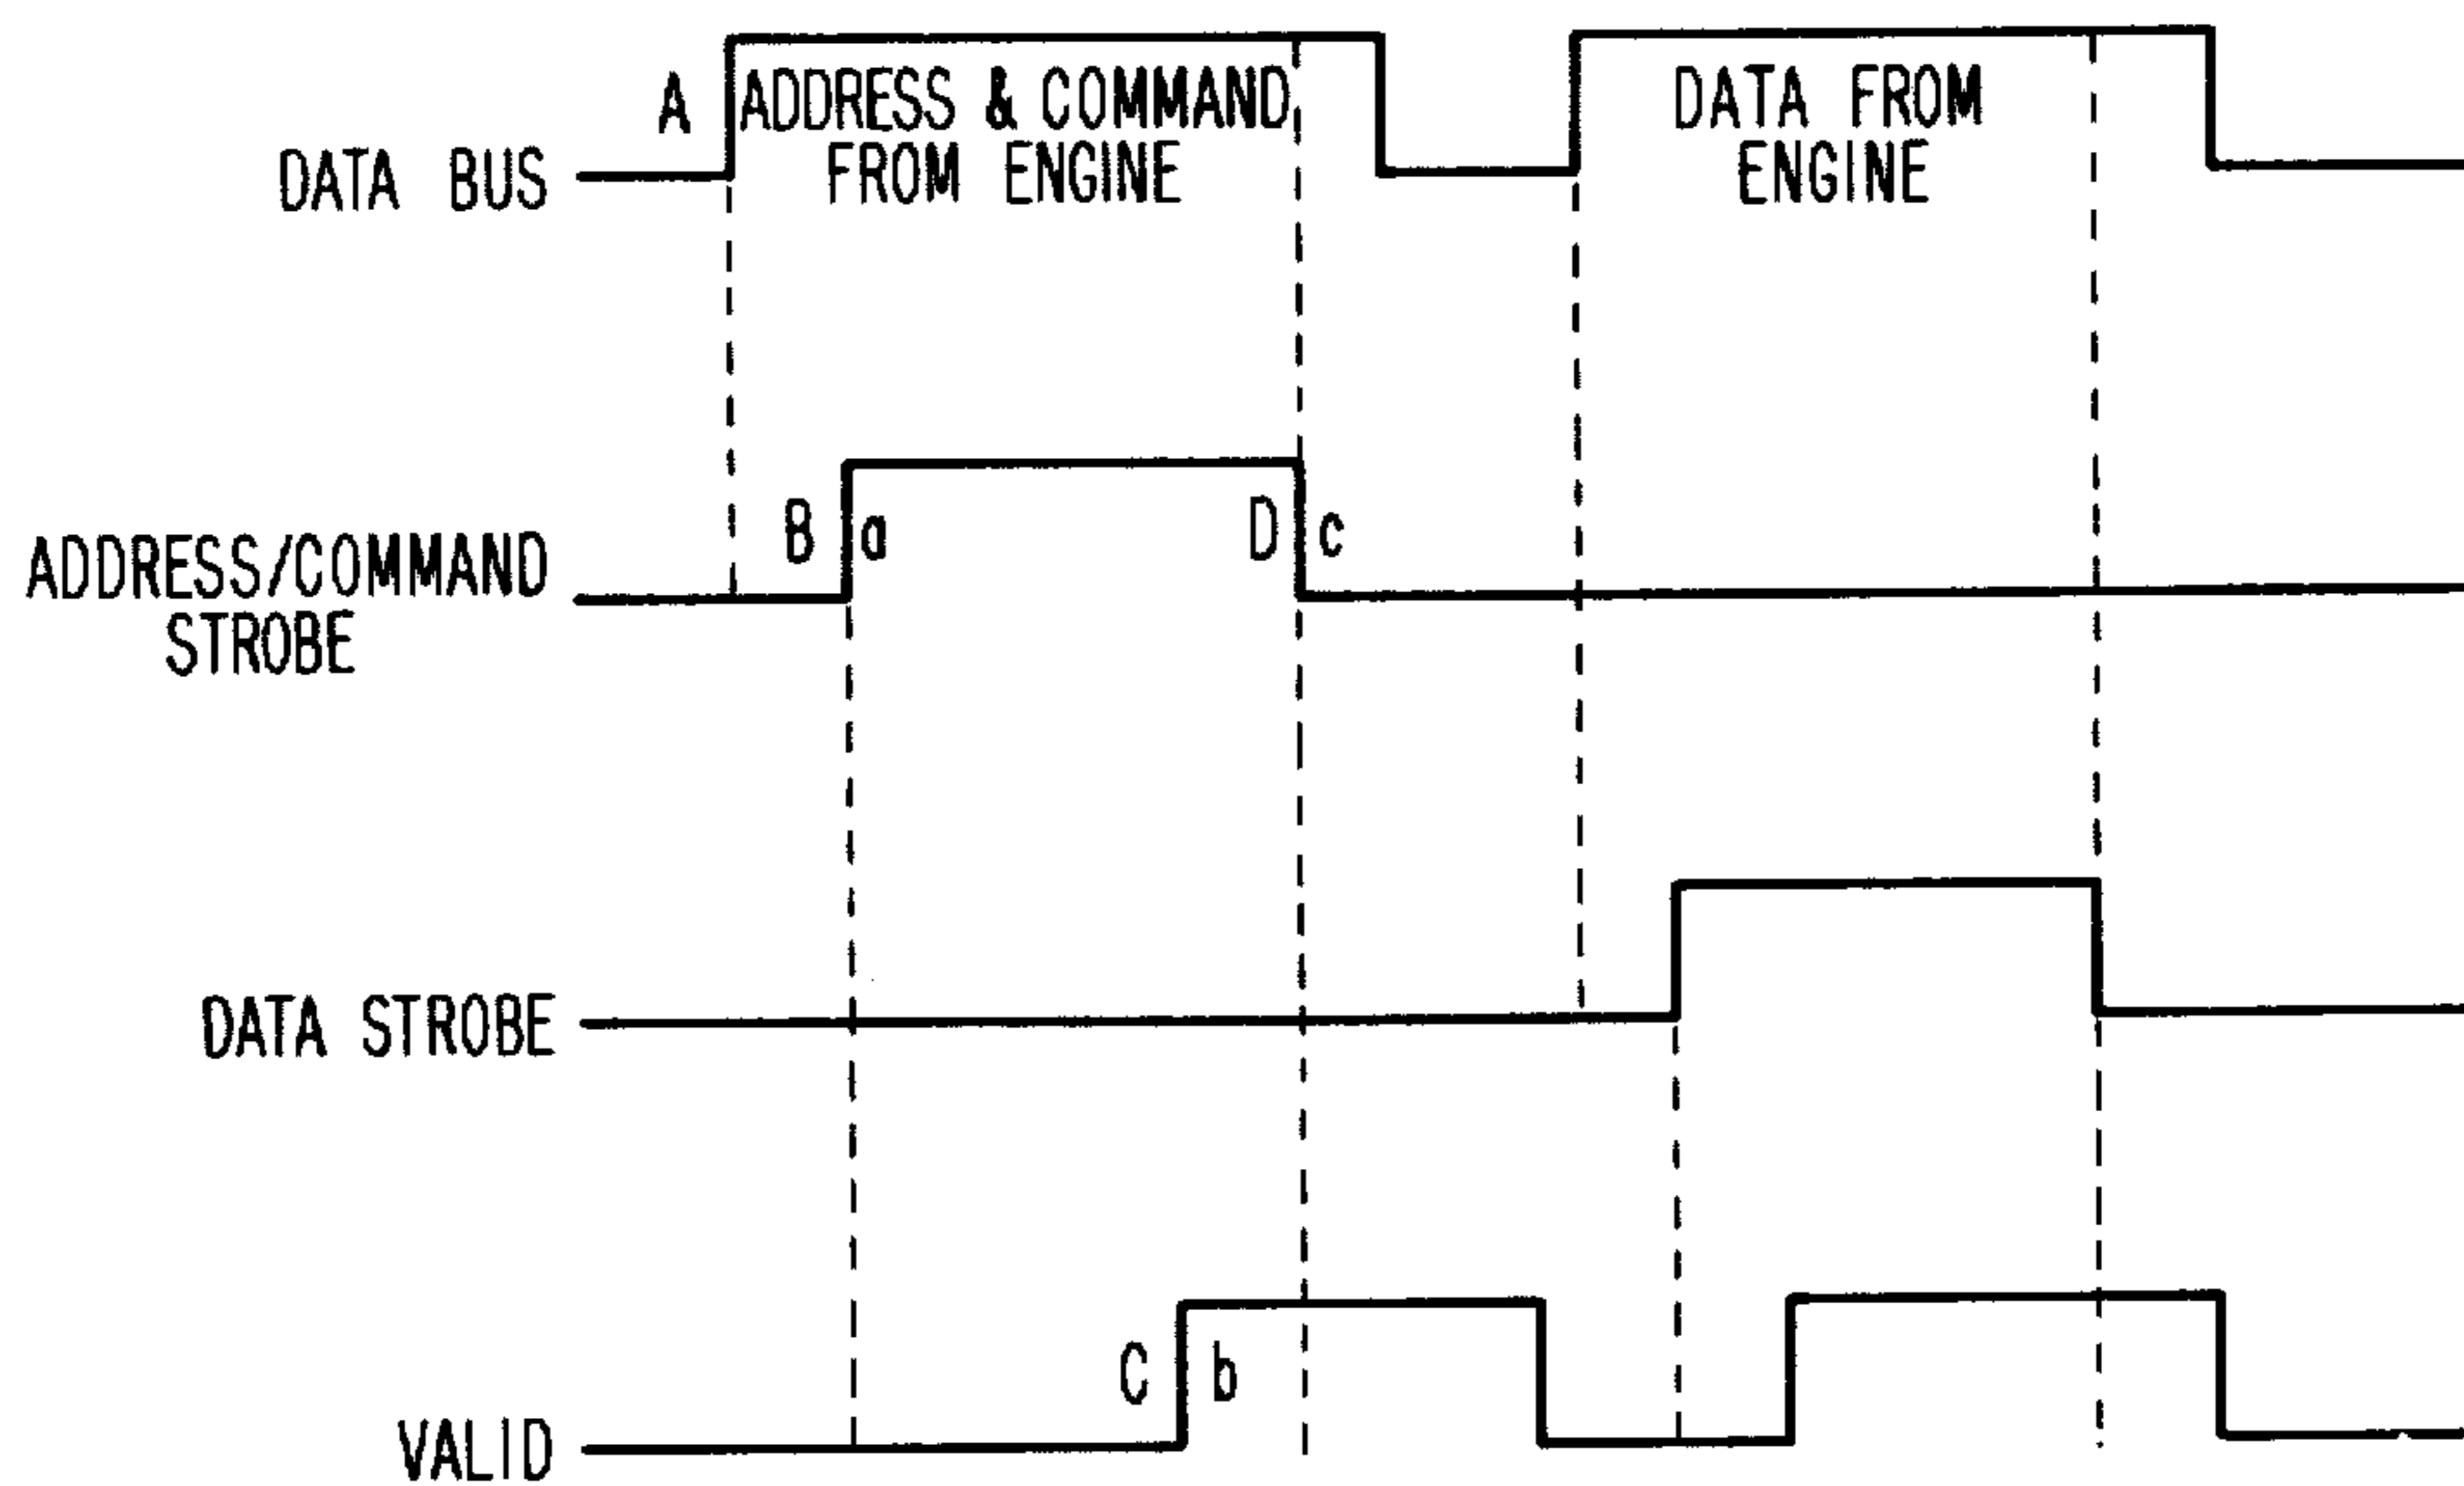 A ADDRESS & COMMAND
FROM ENGINE
DATA FROM
ENGINE
DATA BUS
B a D c
ADDRESS/COMMAND
STROBE
DATA STROBE
C b
VALID